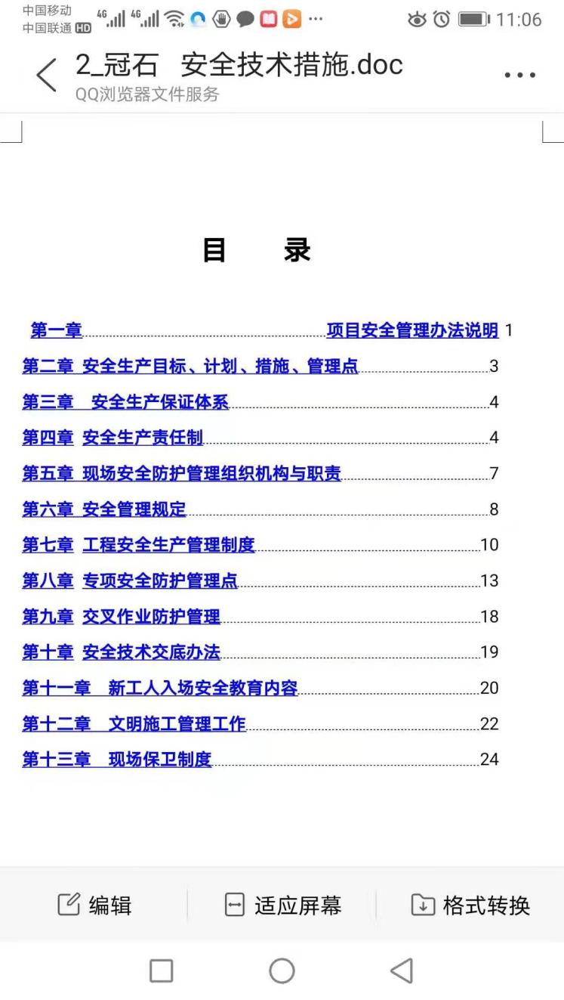 中国移动
中国联通 HD
4G 4G
11:06
2_冠石 安全技术措施.doc
QQ浏览器文件服务
目 录
第一章........................................项目安全管理办法说明 1
第二章 安全生产目标、计划、措施、管理点........................................3
第三章 安全生产保证体系........................................4
第四章 安全生产责任制........................................4
第五章 现场安全防护管理组织机构与职责........................................7
第六章 安全管理规定........................................8
第七章 工程安全生产管理制度........................................10
第八章 专项安全防护管理点........................................13
第九章 交叉作业防护管理........................................18
第十章 安全技术交底办法........................................19
第十一章 新工人入场安全教育内容........................................20
第十二章 文明施工管理工作........................................22
第十三章 现场保卫制度........................................24
编辑 适应屏幕 格式转换